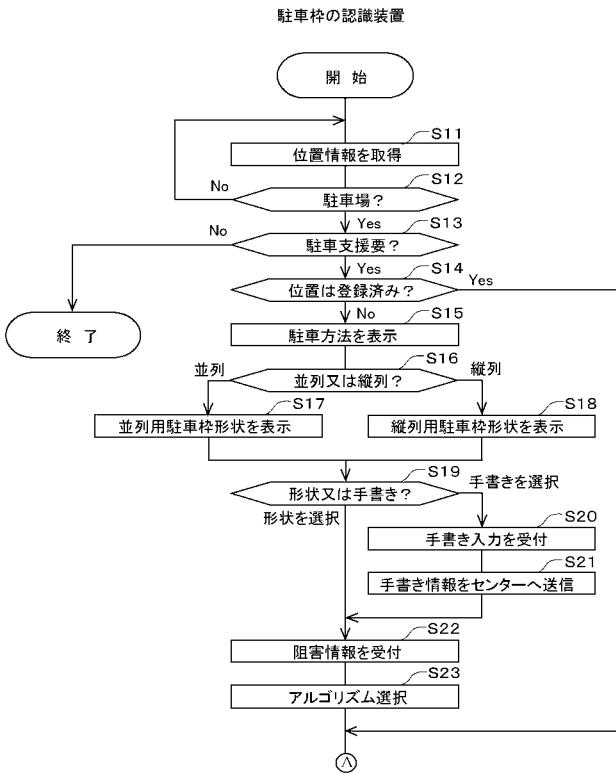 駐車枠の認識装置
開 始
S11
位置情報を取得
S12
No
駐車場？
Yes
S13
No
駐車支援要？
Yes
S14
位置は登録済み？
Yes
No
S15
終 了
駐車方法を表示
S16
並列
並列又は縦列？
縦列
S17
並列用駐車枠形状を表示
S18
縦列用駐車枠形状を表示
S19
形状又は手書き？
手書きを選択
形状を選択
S20
手書き入力を受付
S21
手書き情報をセンターへ送信
S22
阻害情報を受付
S23
アルゴリズム選択
A